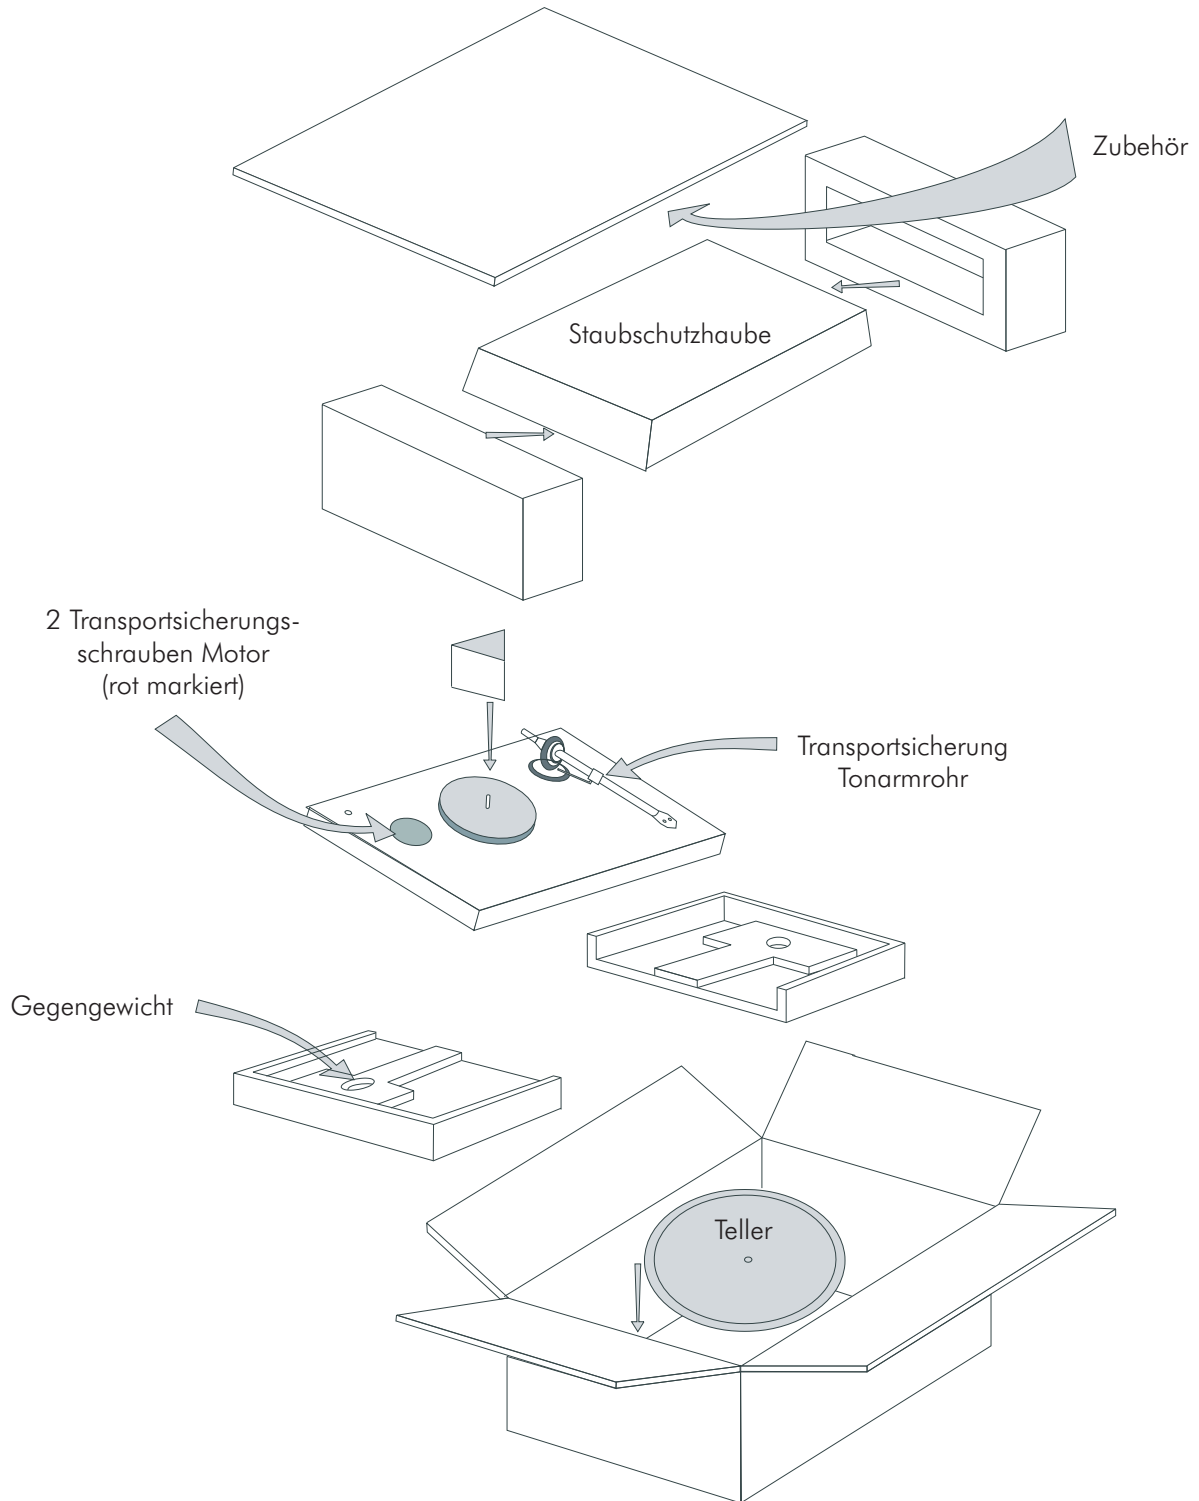 Zubehör
Staubschutzhaube
2 Transportsicherungs-
schrauben Motor
(rot markiert)
Transportsicherung
Tonarmrohr
Gegengewicht
Teller